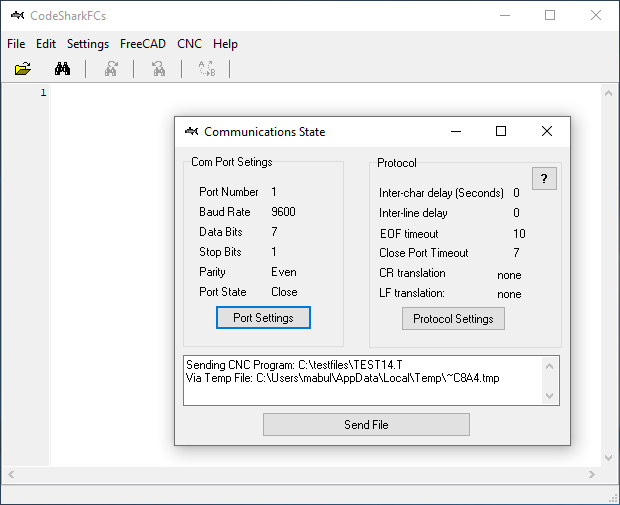 CodeSharkFCs
File Edit Settings FreeCAD CNC Help
1
Communications State
Com Port Setings
Port Number 1
Baud Rate 9600
Data Bits 7
Stop Bits 1
Parity Even
Port State Close
Port Settings
Protocol
?
Inter-char delay (Seconds) 0
Inter-line delay 0
EOF timeout 10
Close Port Timeout 7
CR translation none
LF translation: none
Protocol Settings
Sending CNC Program: C:\testfiles\TEST14.T
Via Temp File: C:\Users\mabul\AppData\Local\Temp\~C8A4.tmp
Send File